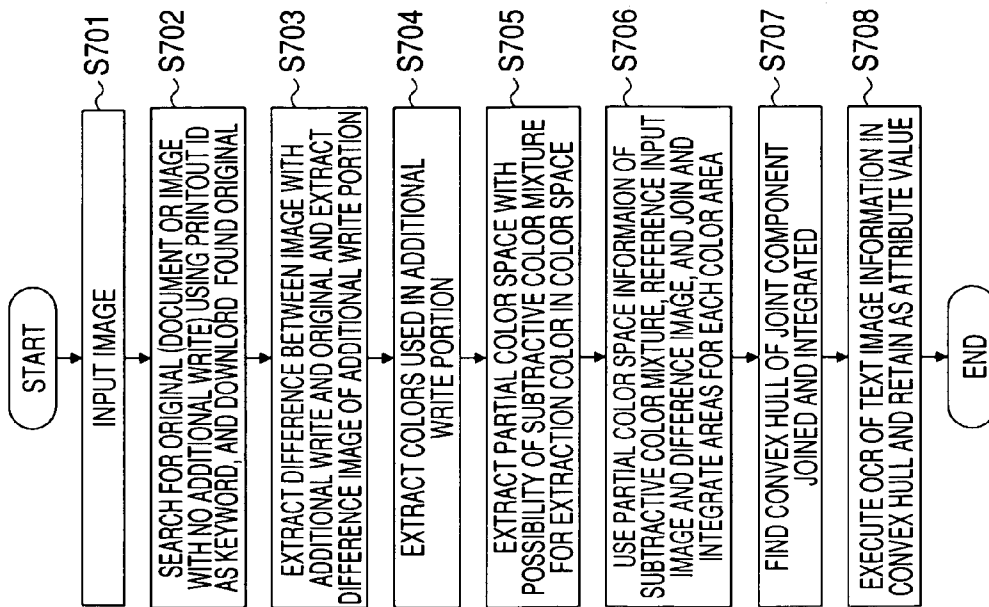 START
INPUT IMAGE
S701
SEARCH FOR ORIGINAL (DOCUMENT OR IMAGE
WITH NO ADDITIONAL WRITE) USING PRINTOUT ID
AS KEYWORD, AND DOWNLORD FOUND ORIGINAL
S702
EXTRACT DIFFERENCE BETWEEN IMAGE WITH
ADDITIONAL WRITE AND ORIGINAL AND EXTRACT
DIFFERENCE IMAGE OF ADDITIONAL WRITE PORTION
S703
EXTRACT COLORS USED IN ADDITIONAL
WRITE PORTION
S704
EXTRACT PARTIAL COLOR SPACE WITH
POSSIBILITY OF SUBTRACTIVE COLOR MIXTURE
FOR EXTRACTION COLOR IN COLOR SPACE
S705
USE PARTIAL COLOR SPACE INFORMAION OF
SUBTRACTIVE COLOR MIXTURE, REFERENCE INPUT
IMAGE AND DIFFERENCE IMAGE, AND JOIN AND
INTEGRATE AREAS FOR EACH COLOR AREA
S706
FIND CONVEX HULL OF JOINT COMPONENT
JOINED AND INTEGRATED
S707
EXECUTE OCR OF TEXT IMAGE INFORMATION IN
CONVEX HULL AND RETAIN AS ATTRIBUTE VALUE
S708
END